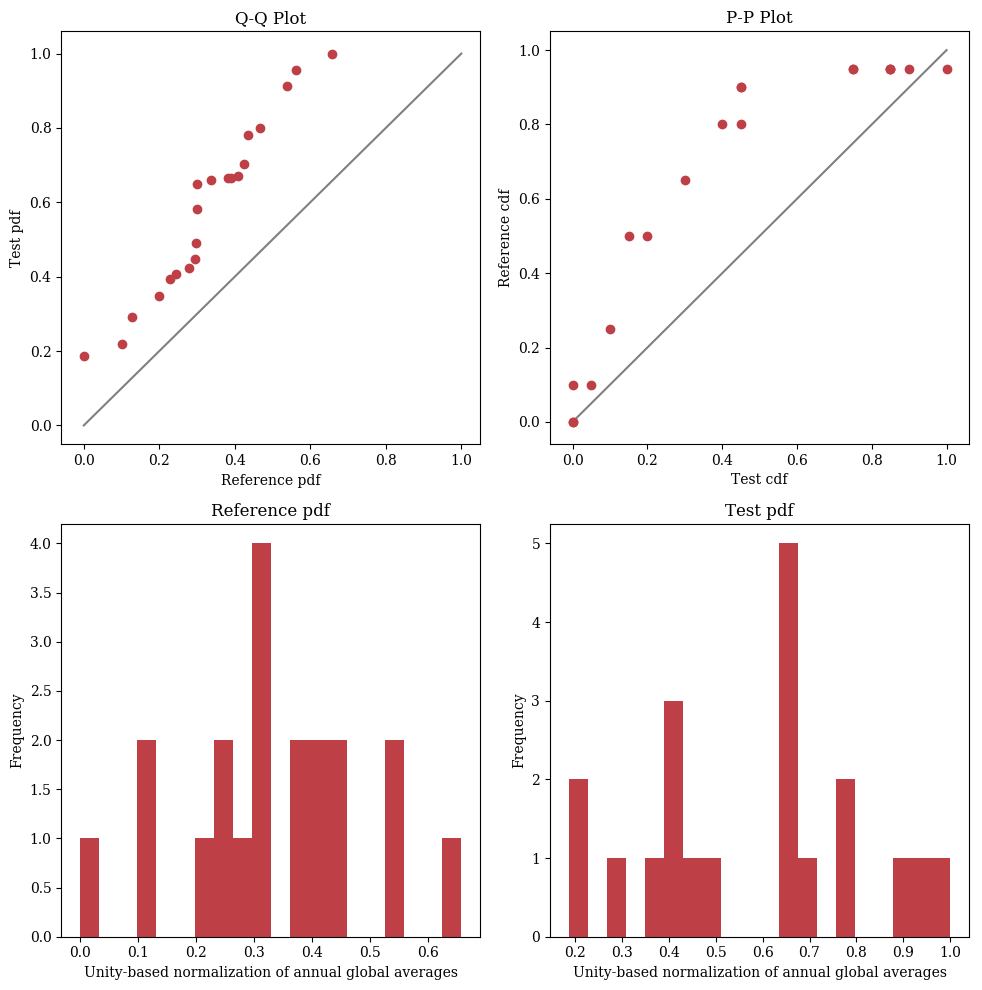 Q-Q Plot
1.0
0.8
0.6
0.4
0.2
0.0
Test pdf
0.0 0.2 0.4 0.6 0.8 1.0
Reference pdf
P-P Plot
1.0
0.8
0.6
0.4
0.2
0.0
Reference cdf
0.0 0.2 0.4 0.6 0.8 1.0
Test cdf
Reference pdf
4.0
3.5
3.0
2.5
2.0
1.5
1.0
0.5
0.0
Frequency
0.0 0.1 0.2 0.3 0.4 0.5 0.6
Unity-based normalization of annual global averages
Test pdf
5
4
3
2
1
0
Frequency
0.2 0.3 0.4 0.5 0.6 0.7 0.8 0.9 1.0
Unity-based normalization of annual global averages